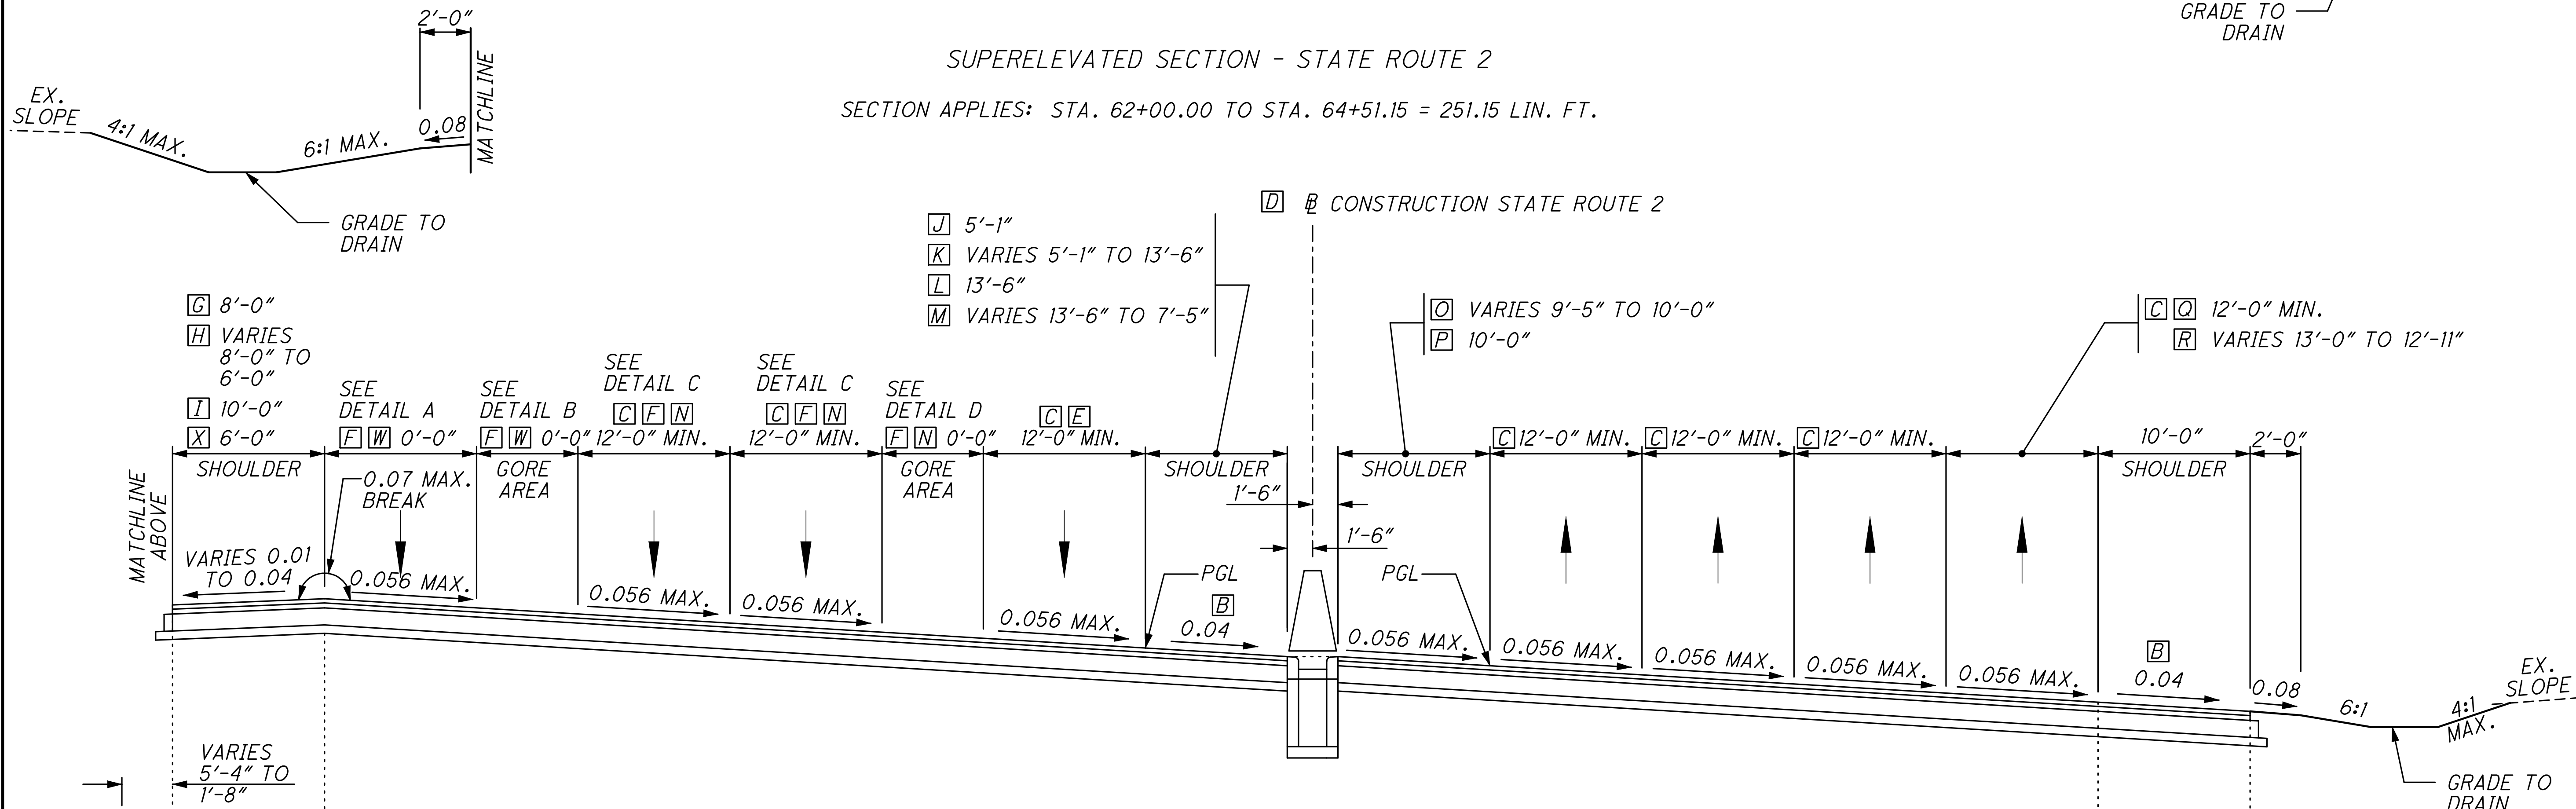 2'-0"
GRADE TO
DRAIN
SUPERELEVATED SECTION - STATE ROUTE 2
SECTION APPLIES: STA. 62+00.00 TO STA. 64+51.15 = 251.15 LIN. FT.
EX.
SLOPE
4:1 MAX.
6:1 MAX.
0.08
MATCHLINE
GRADE TO
DRAIN
D B CONSTRUCTION STATE ROUTE 2
J 5'-1"
K VARIES 5'-1" TO 13'-6"
L 13'-6"
M VARIES 13'-6" TO 7'-5"
G 8'-0"
H VARIES
8'-0" TO
6'-0"
I 10'-0"
X 6'-0"
O VARIES 9'-5" TO 10'-0"
P 10'-0"
C Q 12'-0" MIN.
R VARIES 13'-0" TO 12'-11"
SEE
DETAIL A
F W 0'-0"
SEE
DETAIL B
F W 0'-0"
SEE
DETAIL C
C F N
12'-0" MIN.
SEE
DETAIL C
C F N
12'-0" MIN.
SEE
DETAIL D
F N 0'-0"
C E
12'-0" MIN.
C 12'-0" MIN.
C 12'-0" MIN.
C 12'-0" MIN.
10'-0"
2'-0"
SHOULDER
GORE
AREA
GORE
AREA
SHOULDER
SHOULDER
SHOULDER
MATCHLINE
ABOVE
0.07 MAX.
BREAK
1'-6"
1'-6"
VARIES 0.01
TO 0.04
0.056 MAX.
0.056 MAX.
0.056 MAX.
0.056 MAX.
PGL
B
0.04
PGL
0.056 MAX.
0.056 MAX.
0.056 MAX.
0.056 MAX.
0.056 MAX.
B
0.04
0.08
6:1
4:1
MAX.
EX.
SLOPE
VARIES
5'-4" TO
1'-8"
GRADE TO
DRAIN